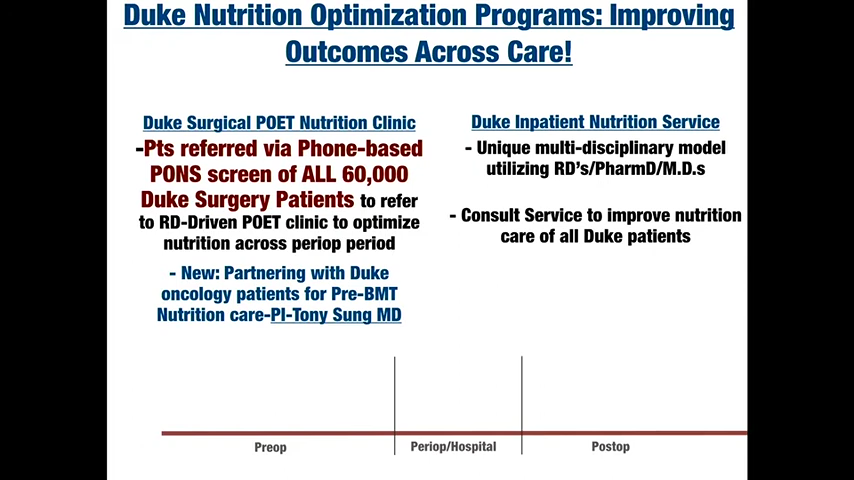 Duke Nutrition Optimization Programs: Improving
Outcomes Across Care!
Duke Surgical POET Nutrition Clinic
-Pts referred via Phone-based
PONS screen of ALL 60,000
Duke Surgery Patients to refer
to RD-Driven POET clinic to optimize
nutrition across periop period
- New: Partnering with Duke
oncology patients for Pre-BMT
Nutrition care-PI-Tony Sung MD
Duke Inpatient Nutrition Service
- Unique multi-disciplinary model
utilizing RD's/PharmD/M.D.s
- Consult Service to improve nutrition
care of all Duke patients
Preop
Periop/Hospital
Postop